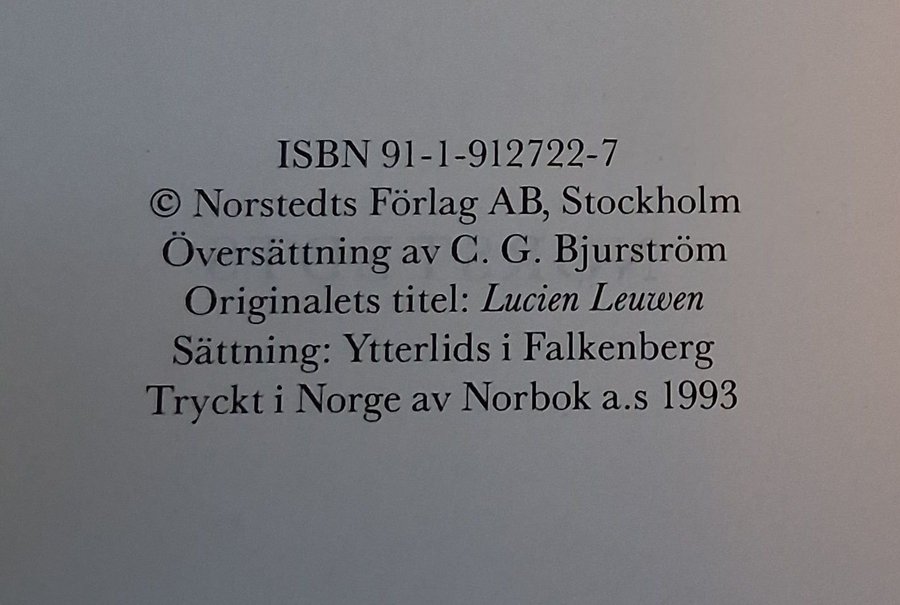 ISBN 91-1-912722-7
© Norstedts Förlag AB, Stockholm
Översättning av C. G. Bjurström
Originalets titel: Lucien Leuwen
Sättning: Ytterlids i Falkenberg
Tryckt i Norge av Norbok a.s 1993